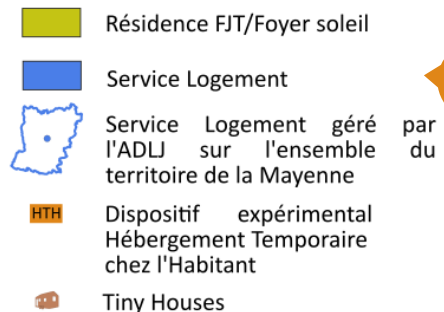 Résidence FJT/Foyer soleil
Service Logement
Service Logement géré par
l'ADLJ sur l'ensemble du
territoire de la Mayenne
HTH
Dispositif expérimental
Hébergement Temporaire
chez l'Habitant
Tiny Houses